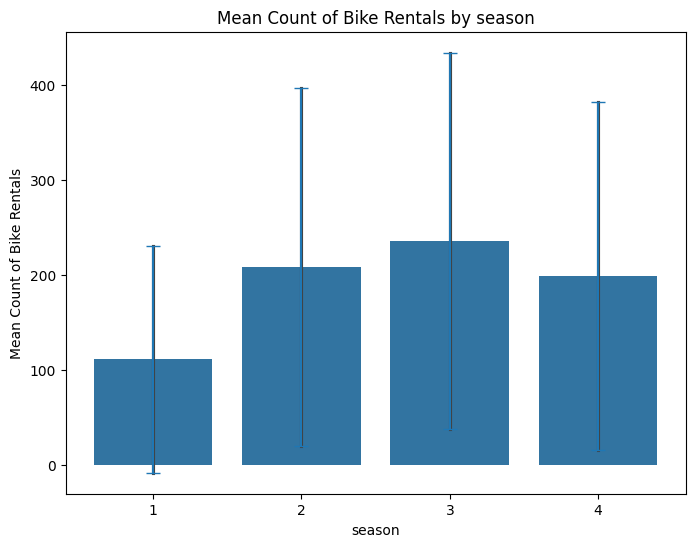 Mean Count of Bike Rentals by season
Mean Count of Bike Rentals
400
300
200
100
0
1 2 3 4
season